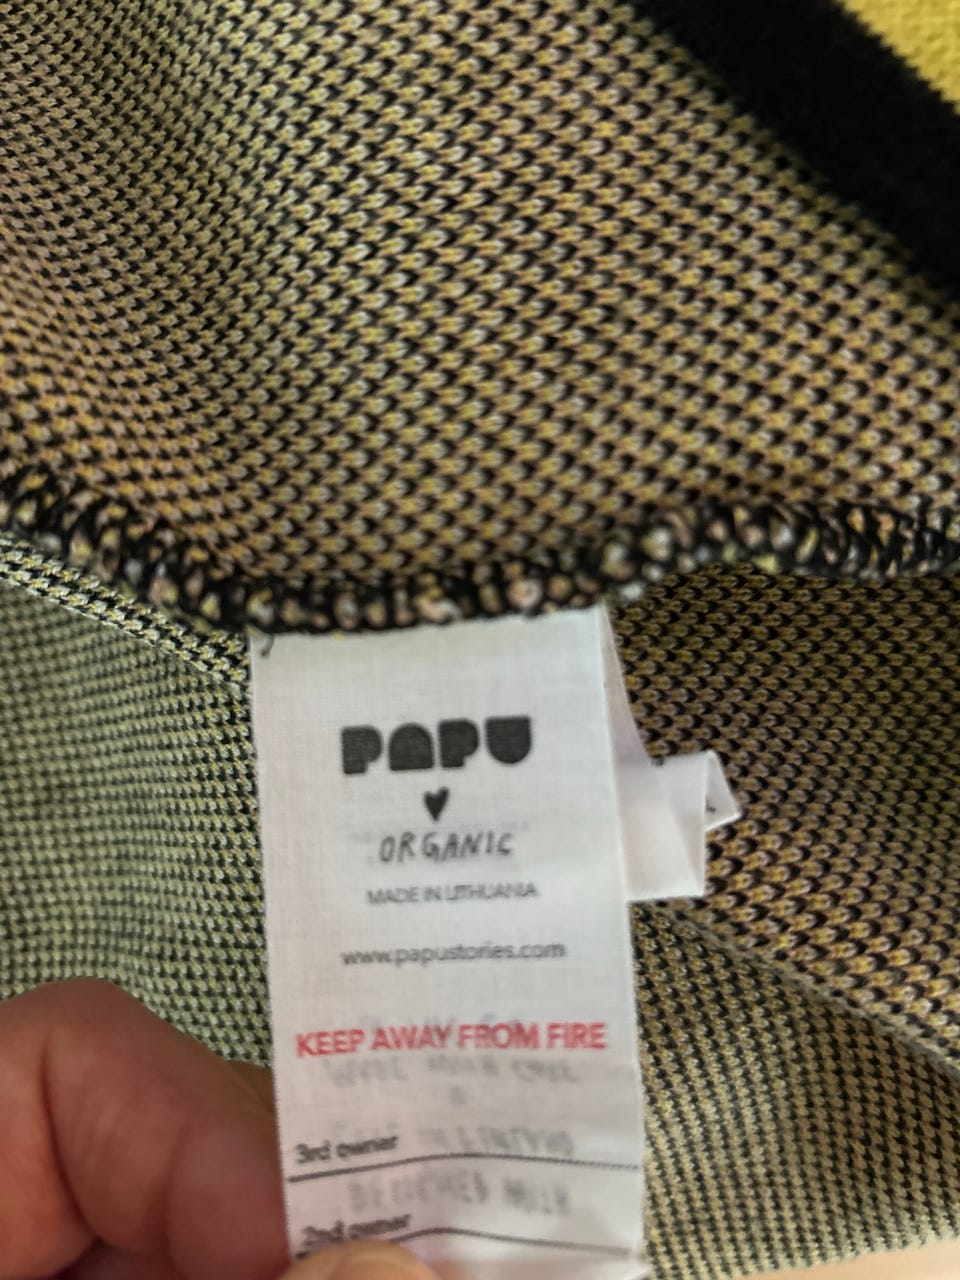 PAPU
ORGANIC
MADE IN LITHUANIA
www.papustories.com
KEEP AWAY FROM FIRE
3rd owner
2nd owner